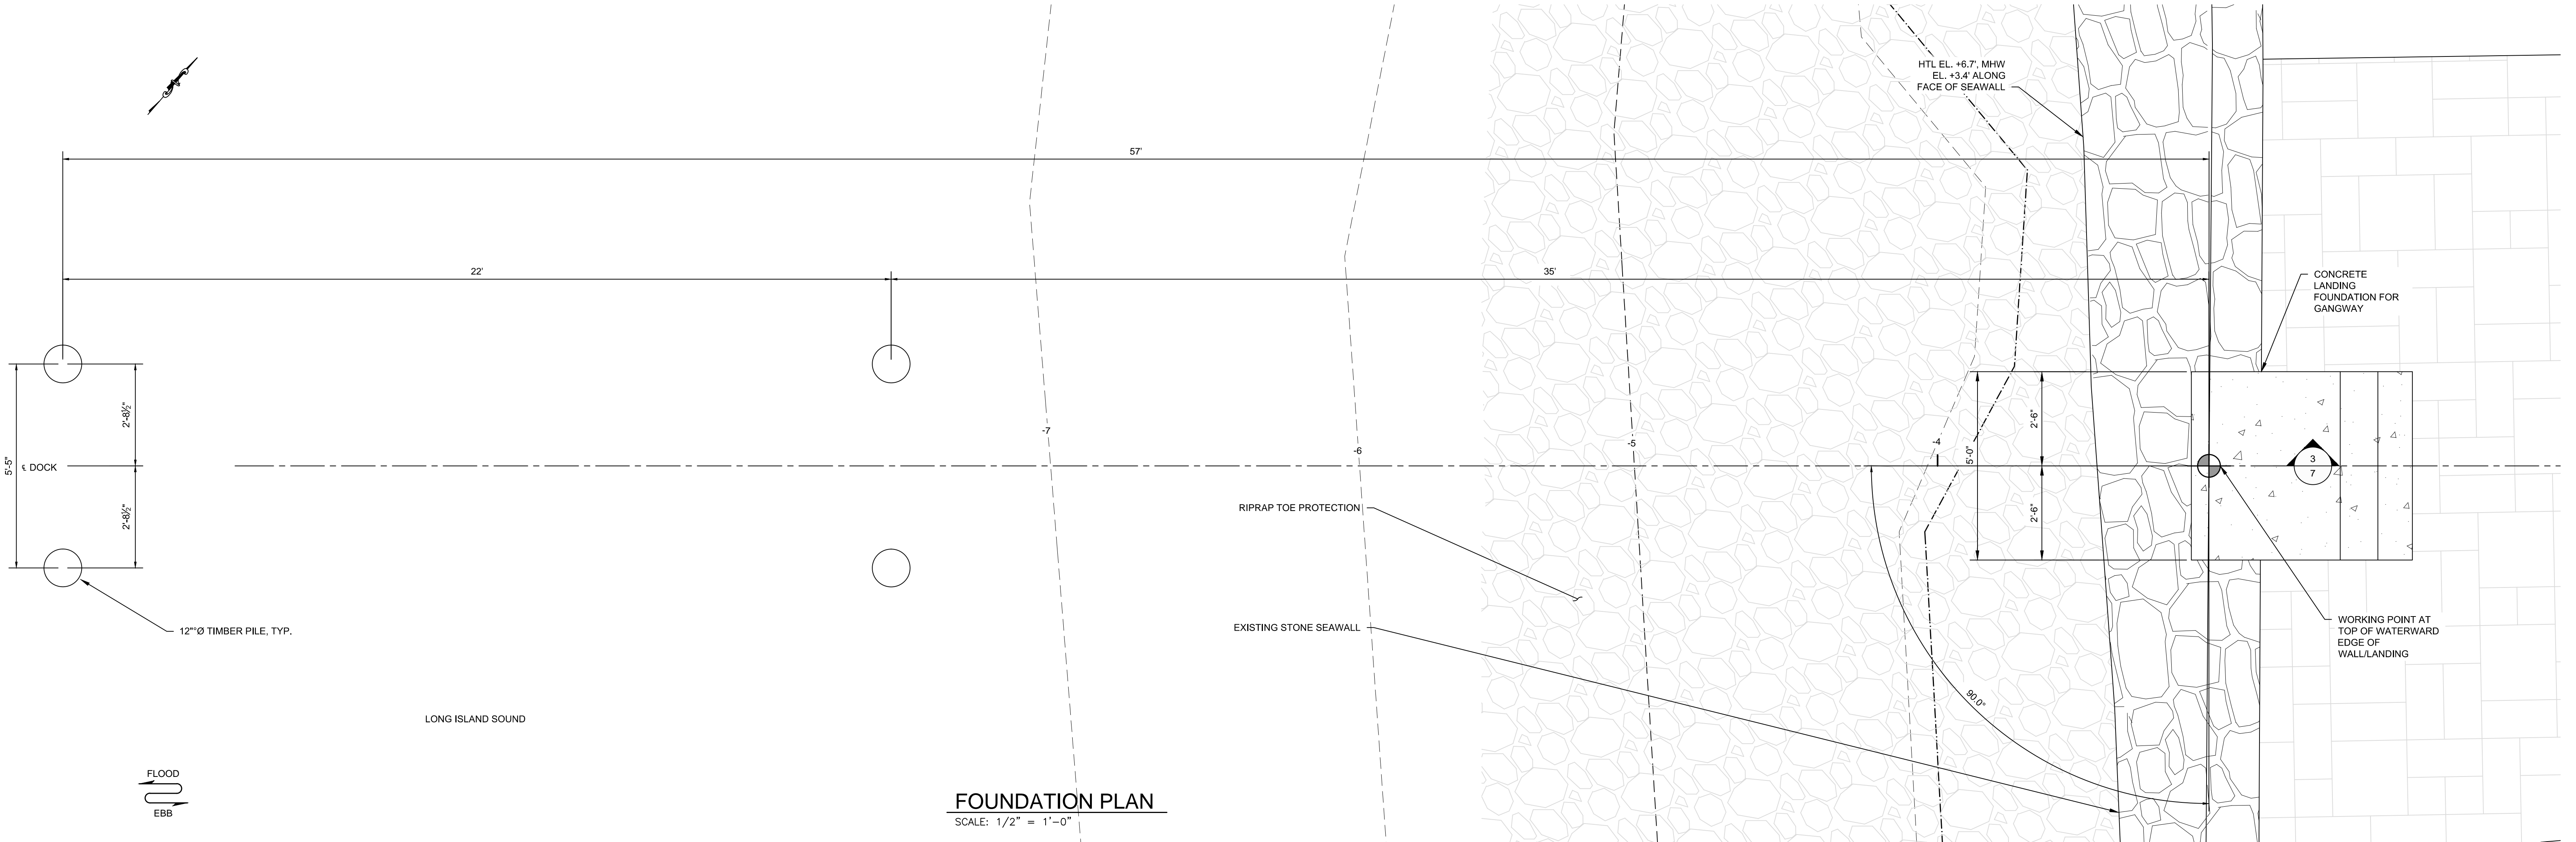 HTL EL. +6.7', MHW
EL. +3.4' ALONG
FACE OF SEAWALL
57'
22'
35'
CONCRETE
LANDING
FOUNDATION FOR
GANGWAY
5'-5"
℄ DOCK
2'-8½"
2'-8½"
-7
-6
-5
-4
5'-0"
2'-6"
2'-6"
3
7
RIPRAP TOE PROTECTION
EXISTING STONE SEAWALL
12"Ø TIMBER PILE, TYP.
WORKING POINT AT
TOP OF WATERWARD
EDGE OF
WALL/LANDING
90.0°
LONG ISLAND SOUND
FLOOD
EBB
FOUNDATION PLAN
SCALE: 1/2" = 1'-0"